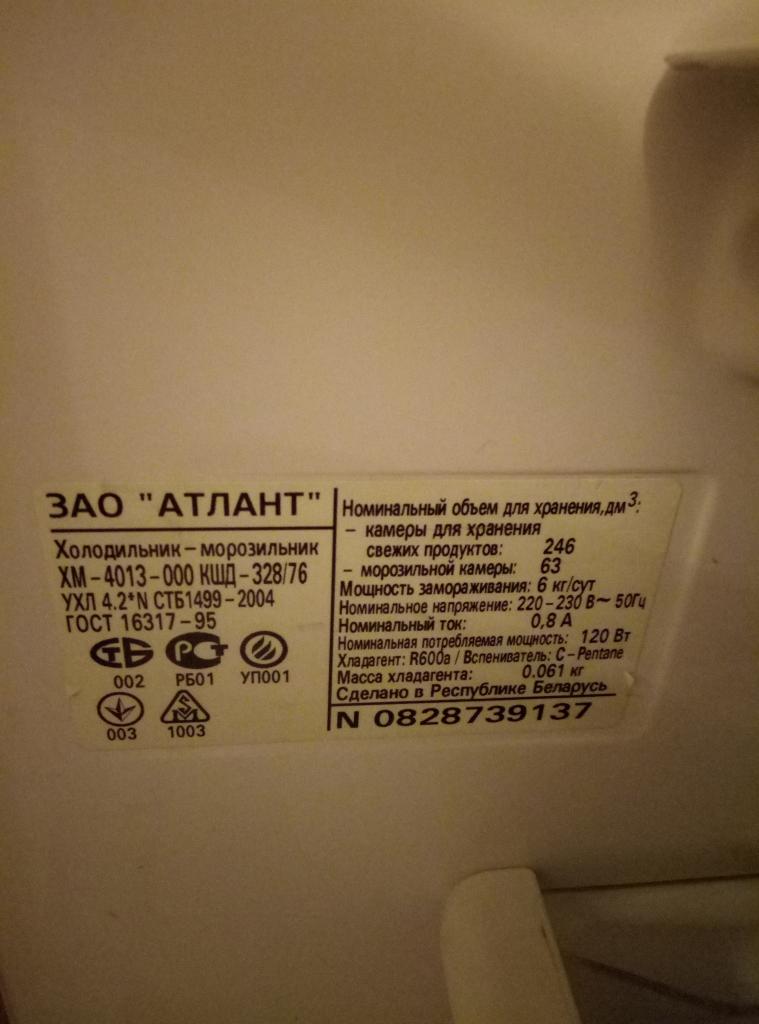 ЗАО "АТЛАНТ"
Холодильник – морозильник
ХМ – 4013 – 000 КШД – 328/76
УХЛ 4.2*N СТБ1499 – 2004
ГОСТ 16317 – 95
СТБ РСТ
002 РБ01 УП001
003 1003
Номинальный объем для хранения, дм³:
– камеры для хранения
свежих продуктов: 246
– морозильной камеры: 63
Мощность замораживания: 6 кг/сут
Номинальное напряжение: 220 – 230 В ~ 50Гц
Номинальный ток: 0,8 А
Номинальная потребляемая мощность: 120 Вт
Хладагент: R600a / Вспениватель: C – Pentane
Масса хладагента: 0.061 кг
Сделано в Республике Беларусь
N 0828739137